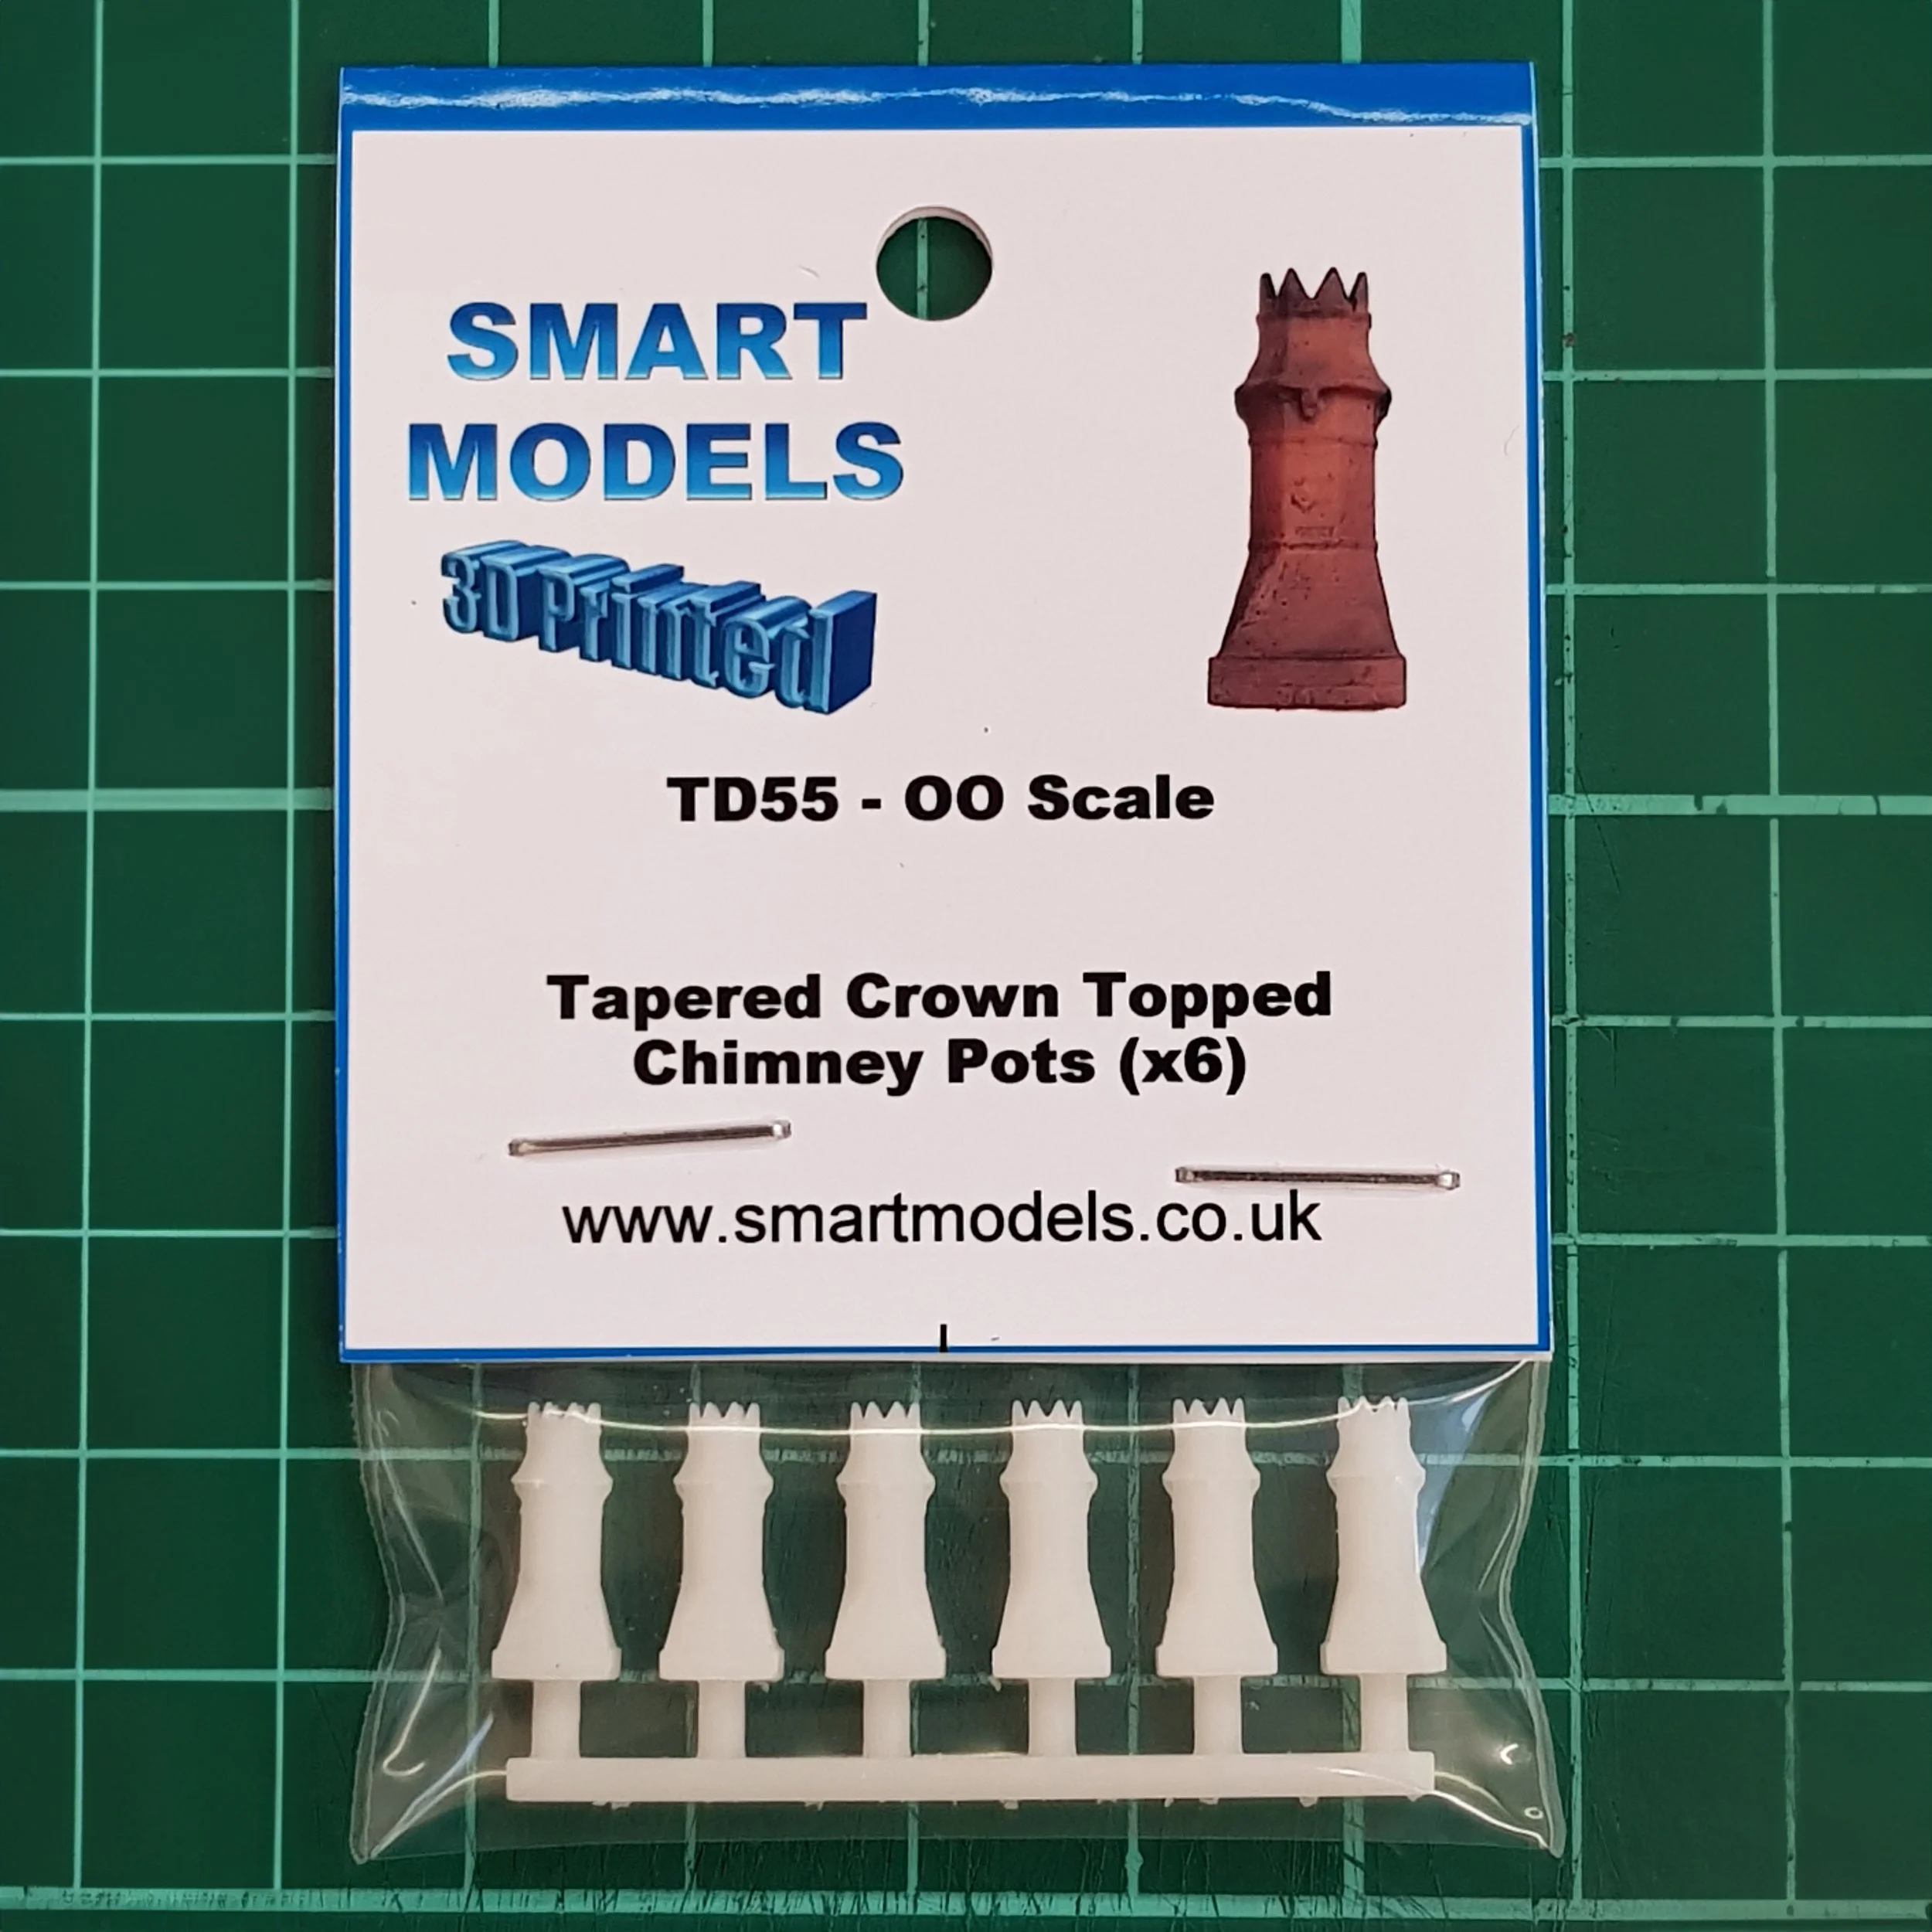 SMART
MODELS
3D Printed
TD55 - OO Scale
Tapered Crown Topped
Chimney Pots (x6)
www.smartmodels.co.uk